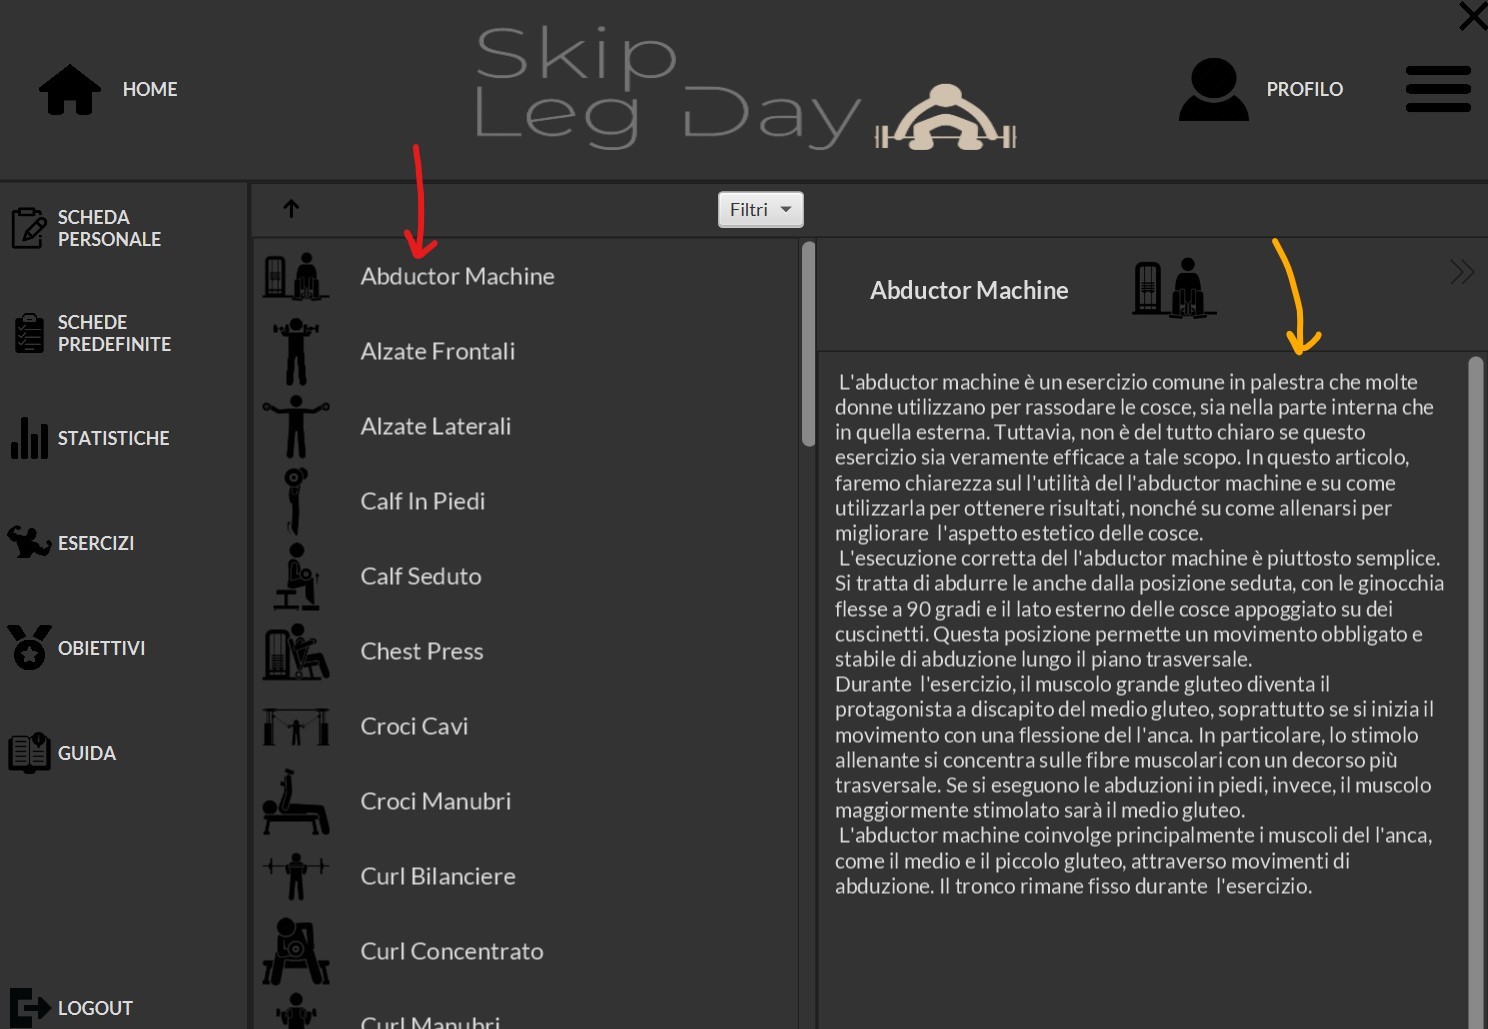 Skip
Leg Day
HOME
PROFILO
SCHEDA
PERSONALE
SCHEDE
PREDEFINITE
STATISTICHE
ESERCIZI
OBIETTIVI
GUIDA
LOGOUT
Filtri
Abductor Machine
Alzate Frontali
Alzate Laterali
Calf In Piedi
Calf Seduto
Chest Press
Croci Cavi
Croci Manubri
Curl Bilanciere
Curl Concentrato
Curl Manubri
Abductor Machine
L'abductor machine è un esercizio comune in palestra che molte
donne utilizzano per rassodare le cosce, sia nella parte interna che
in quella esterna. Tuttavia, non è del tutto chiaro se questo
esercizio sia veramente efficace a tale scopo. In questo articolo,
faremo chiarezza sul l'utilità del l'abductor machine e su come
utilizzarla per ottenere risultati, nonché su come allenarsi per
migliorare l'aspetto estetico delle cosce.
L'esecuzione corretta del l'abductor machine è piuttosto semplice.
Si tratta di abdurre le anche dalla posizione seduta, con le ginocchia
flesse a 90 gradi e il lato esterno delle cosce appoggiato su dei
cuscinetti. Questa posizione permette un movimento obbligato e
stabile di abduzione lungo il piano trasversale.
Durante l'esercizio, il muscolo grande gluteo diventa il
protagonista a discapito del medio gluteo, soprattutto se si inizia il
movimento con una flessione del l'anca. In particolare, lo stimolo
allenante si concentra sulle fibre muscolari con un decorso più
trasversale. Se si eseguono le abduzioni in piedi, invece, il muscolo
maggiormente stimolato sarà il medio gluteo.
L'abductor machine coinvolge principalmente i muscoli del l'anca,
come il medio e il piccolo gluteo, attraverso movimenti di
abduzione. Il tronco rimane fisso durante l'esercizio.